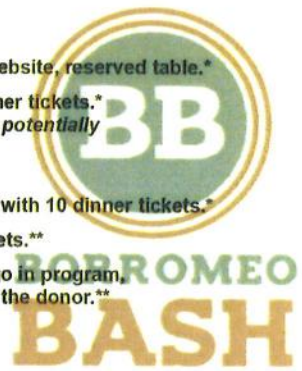 ebsite, reserved table.*
ner tickets.*
potentially
BB
with 10 dinner tickets.*
ets.**
o in program,
the donor.**
BORROMEO
BASH